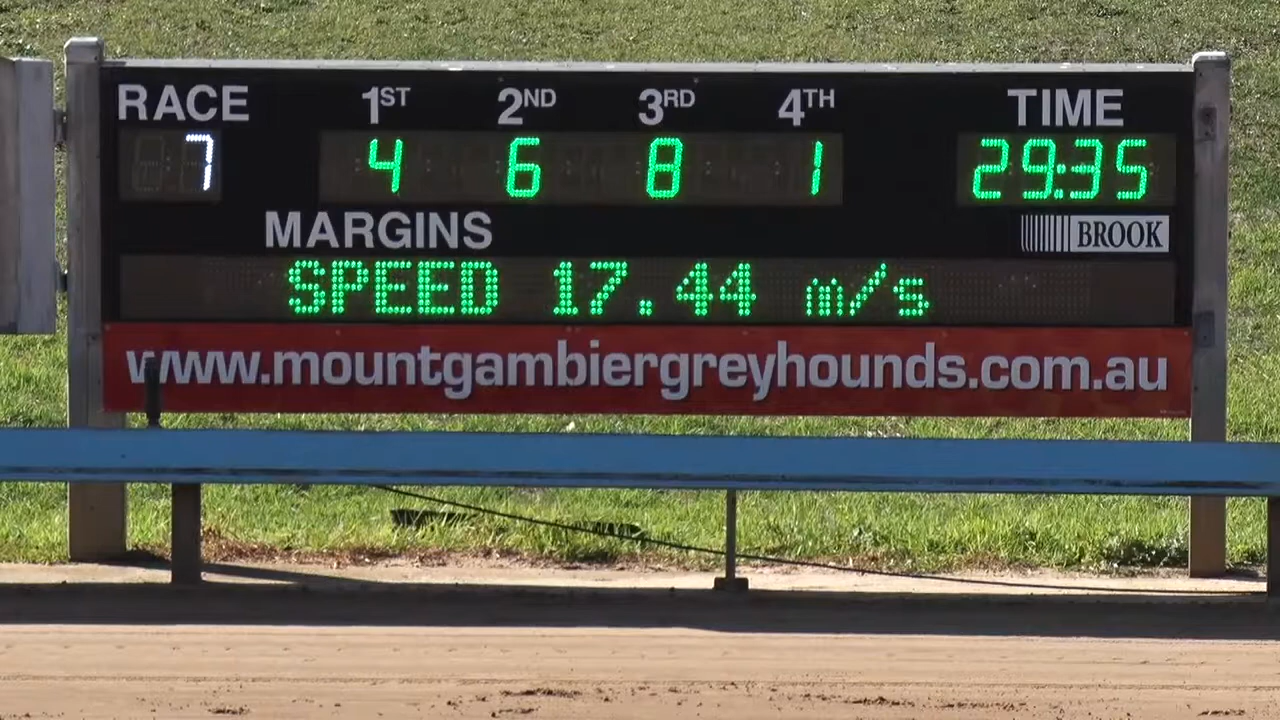 RACE 1ST 2ND 3RD 4TH TIME
7 4 6 8 1 29:35
MARGINS BROOK
SPEED 17.44 m/s
www.mountgambiergreyhounds.com.au